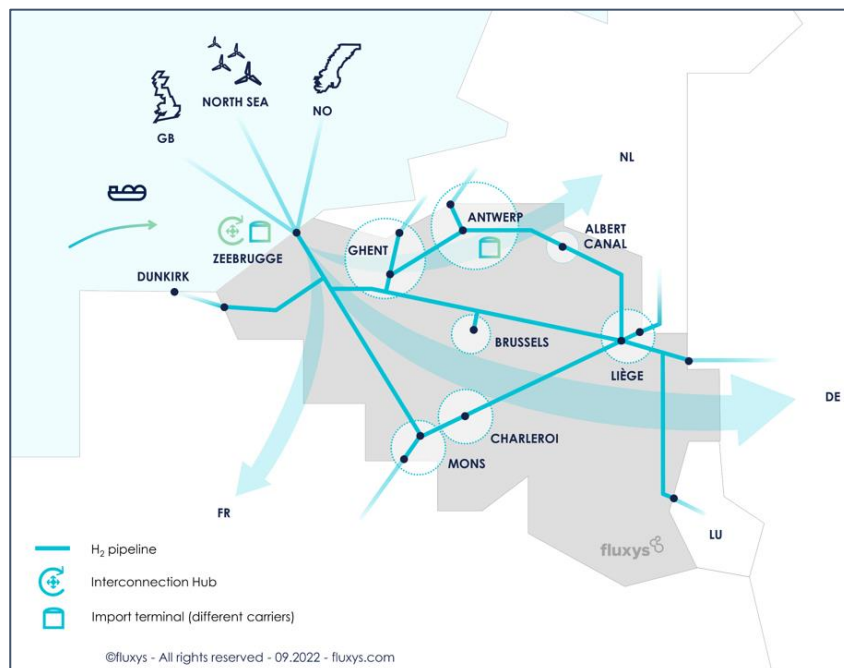 NORTH SEA
NO
GB
NL
ANTWERP
ALBERT
CANAL
GHENT
ZEEBRUGGE
DUNKIRK
BRUSSELS
LIÈGE
DE
CHARLEROI
MONS
FR
LU
fluxys
H₂ pipeline
Interconnection Hub
Import terminal (different carriers)
©fluxys - All rights reserved - 09.2022 - fluxys.com